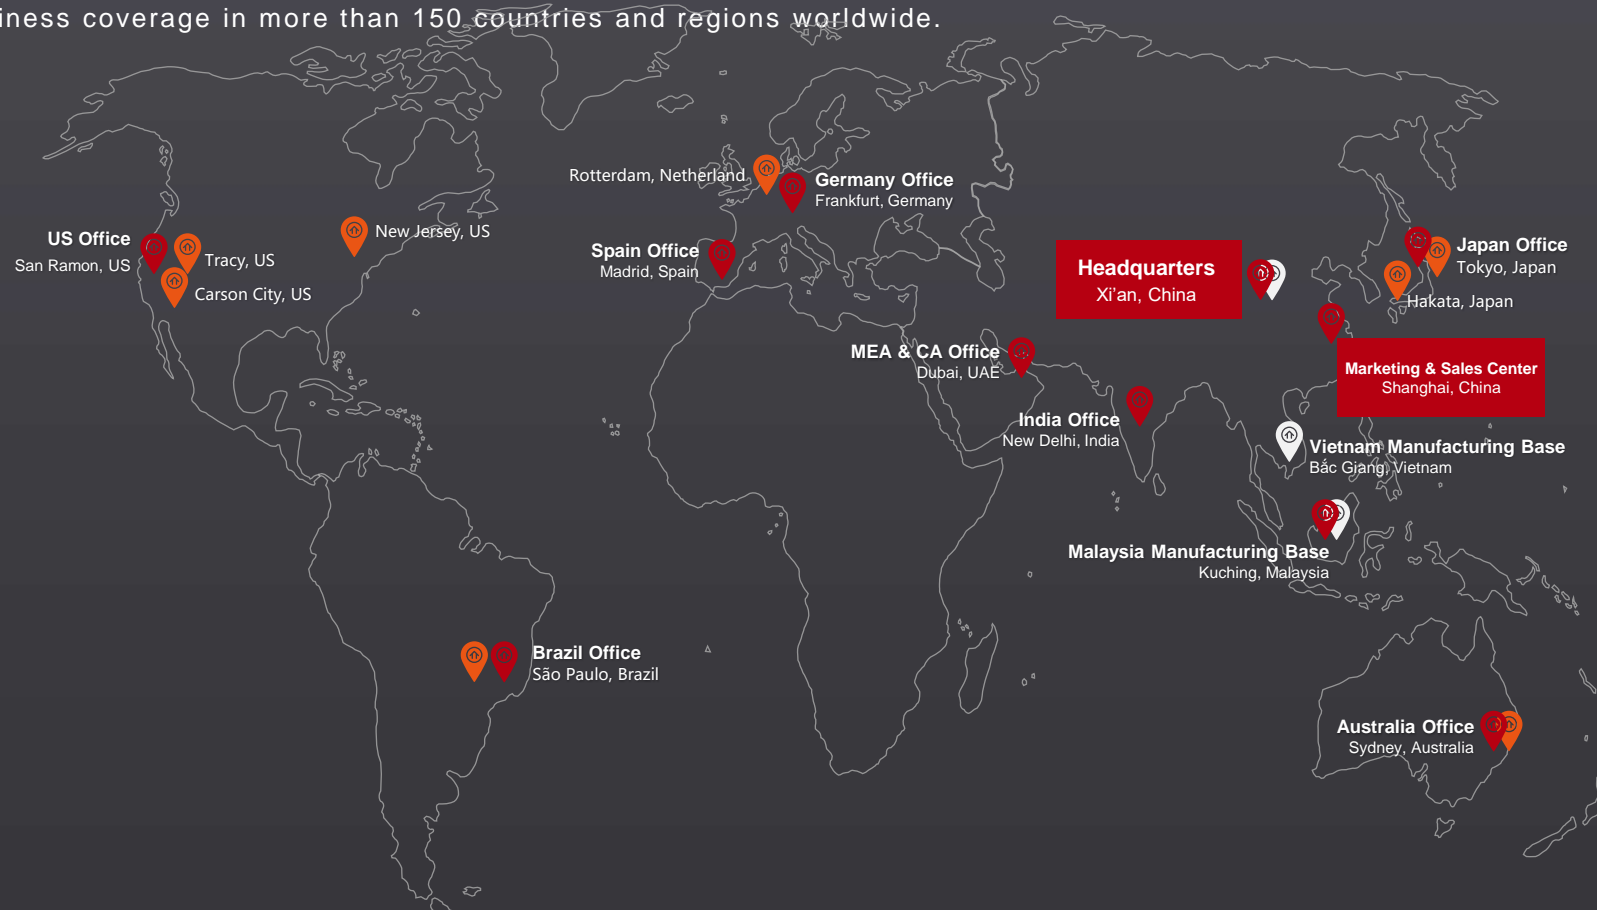 iness coverage in more than 150 countries and regions worldwide.
Rotterdam, Netherland
Germany Office
Frankfurt, Germany
US Office
San Ramon, US
Tracy, US
Carson City, US
New Jersey, US
Spain Office
Madrid, Spain
Headquarters
Xi'an, China
Japan Office
Tokyo, Japan
Hakata, Japan
MEA & CA Office
Dubai, UAE
Marketing & Sales Center
Shanghai, China
India Office
New Delhi, India
Vietnam Manufacturing Base
Bắc Giang, Vietnam
Malaysia Manufacturing Base
Kuching, Malaysia
Brazil Office
São Paulo, Brazil
Australia Office
Sydney, Australia